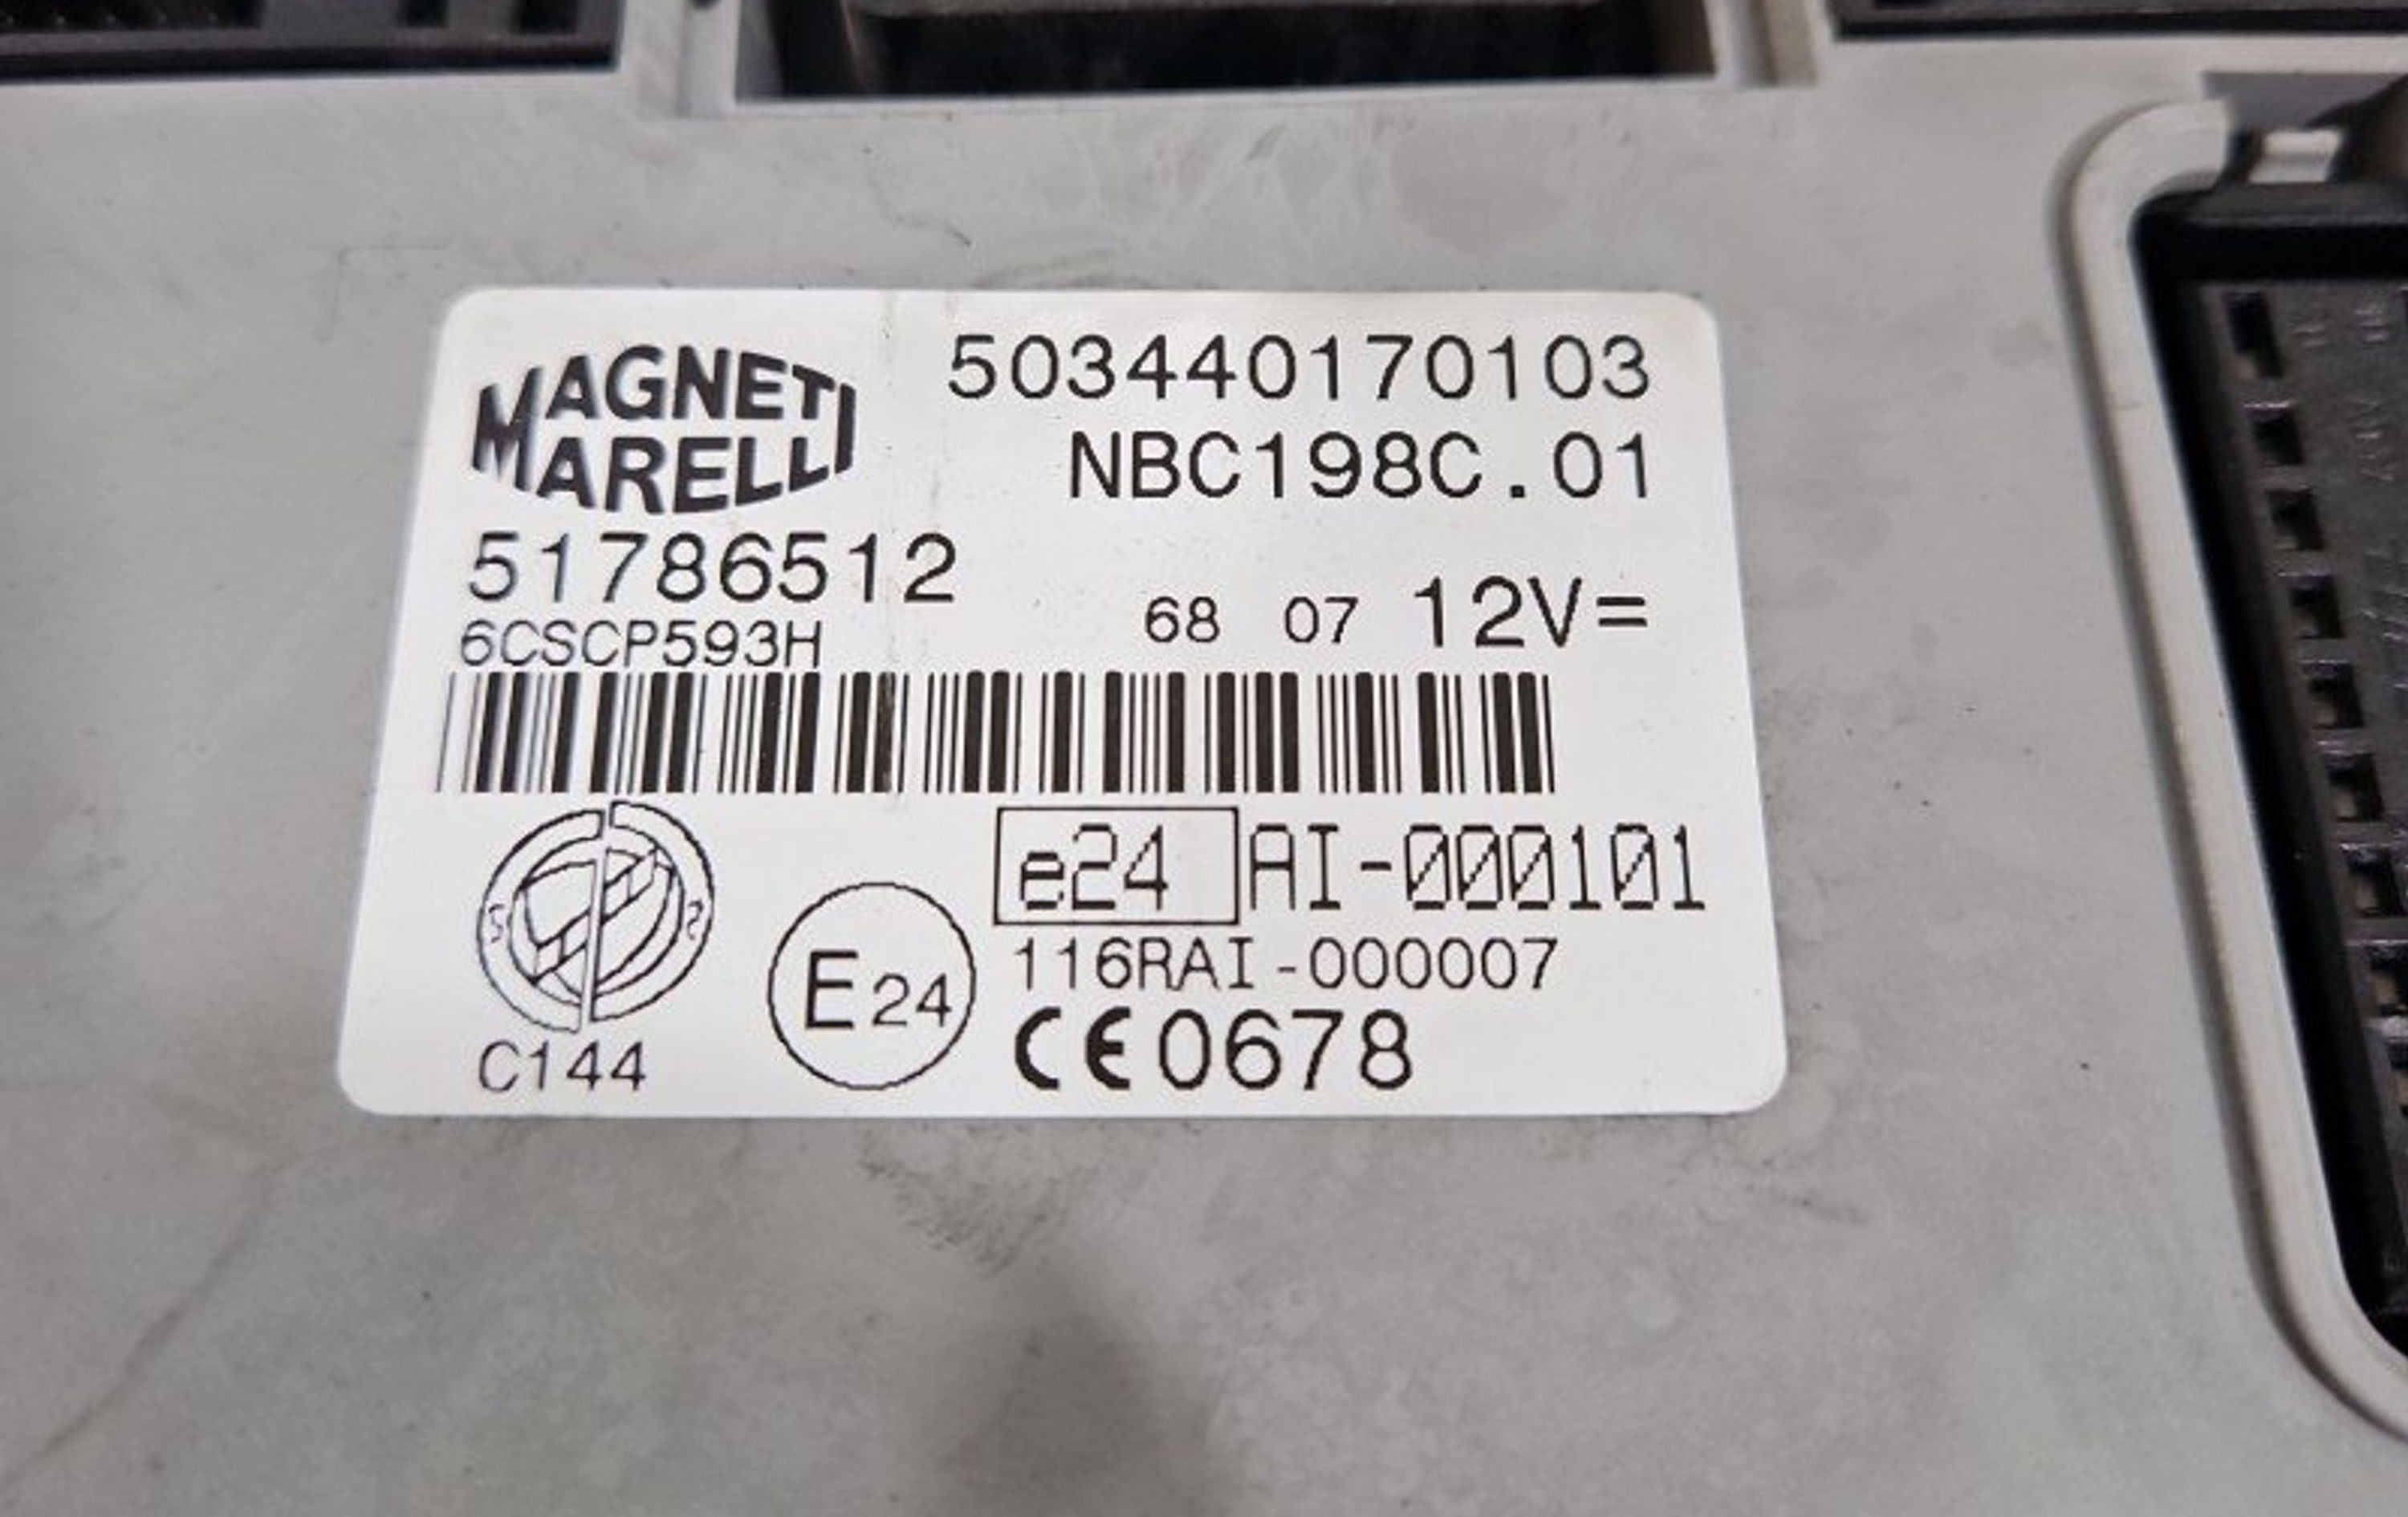 MAGNETI MARELLI
503440170103
NBC198C.01
51786512
6CSCP593H
68 07 12V=
e24 AI-000101
116RAI-000007
E24
CE0678
C144